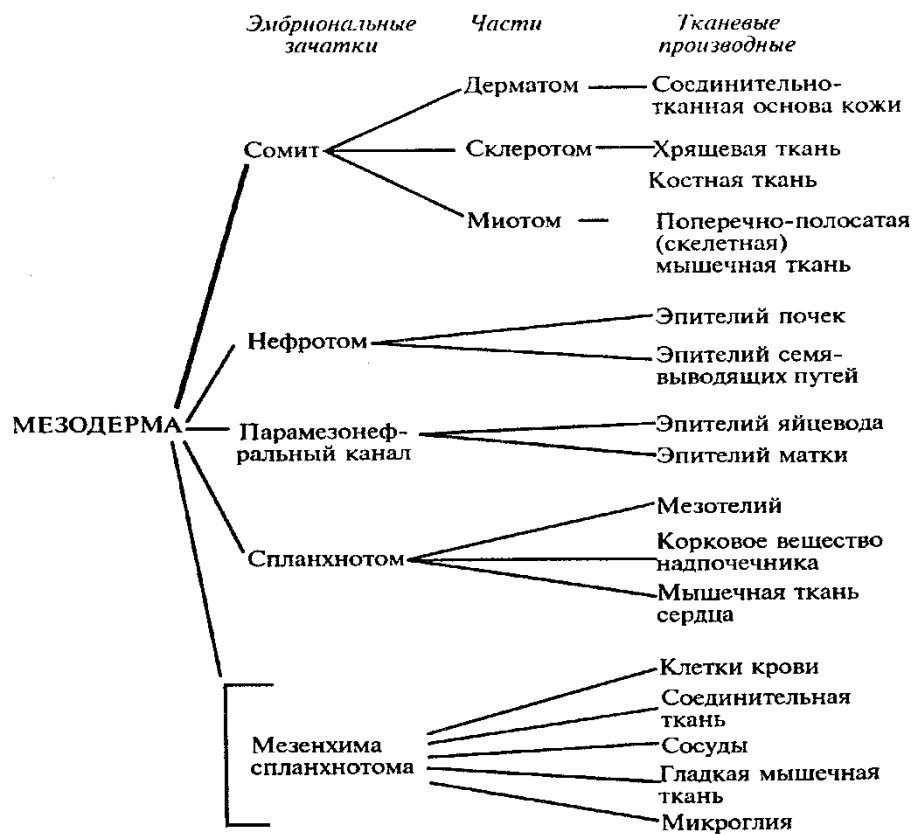 Эмбриональные
зачатки
Части
Тканевые
производные
Дерматом
Соединительно-
тканная основа кожи
Сомит
Склеротом
Хрящевая ткань
Костная ткань
Миотом
Поперечно-полосатая
(скелетная)
мышечная ткань
Нефротом
Эпителий почек
Эпителий семя-
выводящих путей
МЕЗОДЕРМА
Парамезонеф-
ральный канал
Эпителий яйцевода
Эпителий матки
Спланхнотом
Мезотелий
Корковое вещество
надпочечника
Мышечная ткань
сердца
Мезенхима
спланхнотома
Клетки крови
Соединительная
ткань
Сосуды
Гладкая мышечная
ткань
Микроглия